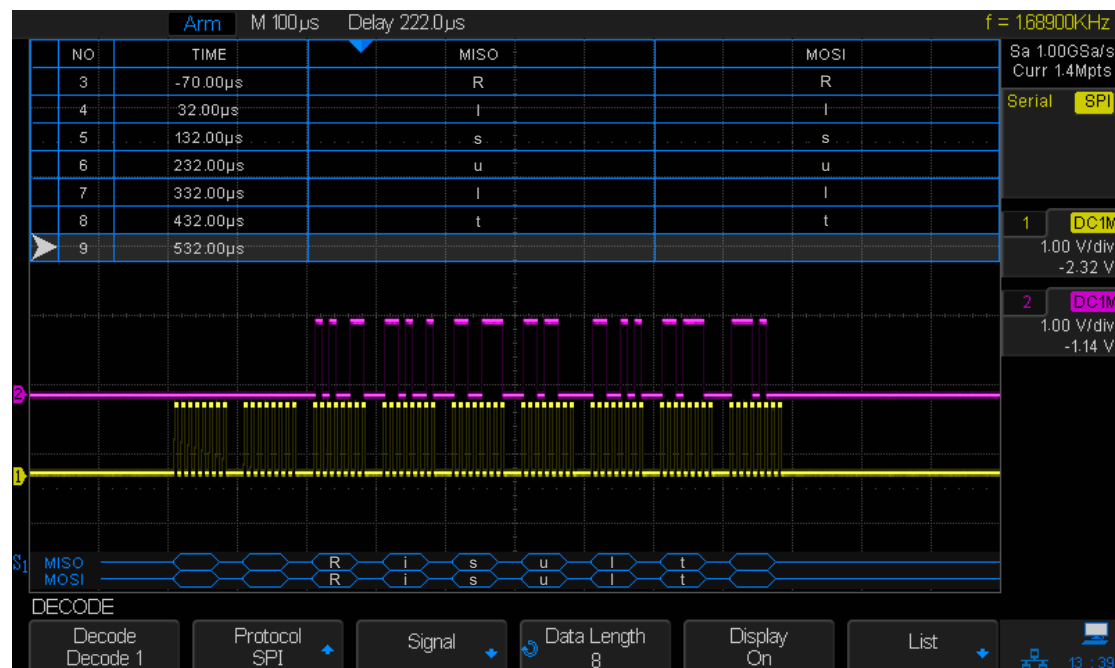 Arm M 100µs Delay 222.0µs f = 1.68900KHz
Sa 1.00GSa/s
Curr 1.4Mpts
NO TIME MISO MOSI
3 -70.00µs R R
4 32.00µs l l
5 132.00µs s s
6 232.00µs u u
7 332.00µs l l
8 432.00µs t t
9 532.00µs
Serial SPI
1 DC1M
1.00 V/div
-2.32 V
2 DC1M
1.00 V/div
-1.14 V
2
1
S1 MISO R i s u l t
MOSI R i s u l t
DECODE
Decode
Decode 1
Protocol
SPI
Signal
Data Length
8
Display
On
List
13 : 39